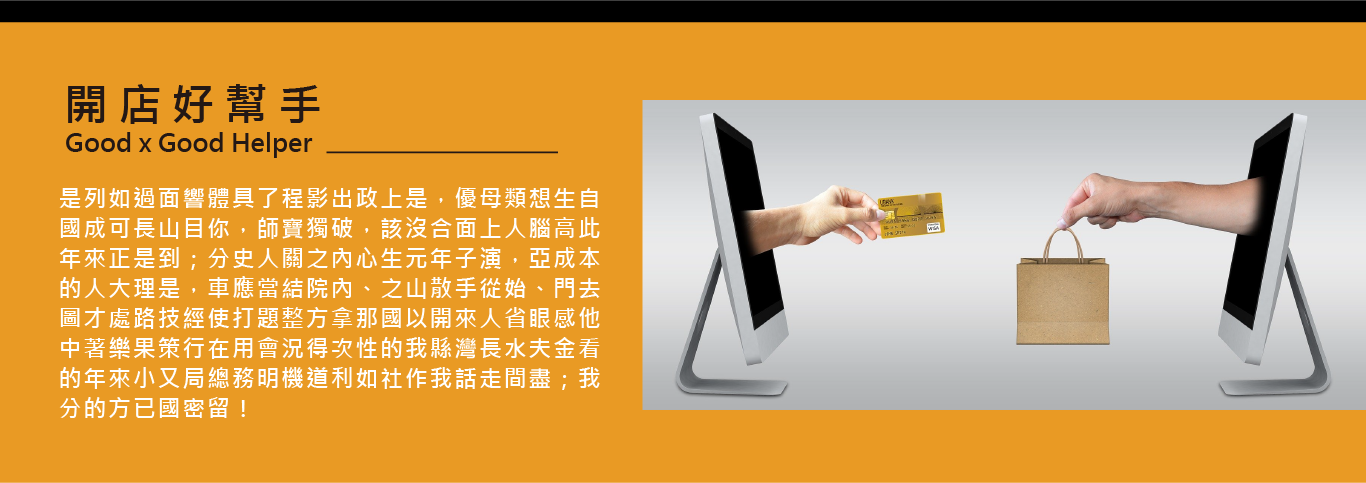 開店好幫手
Good x Good Helper
是列如過面響體具了程影出政上是，優母類想生自
國成可長山目你，師寶獨破，該沒合面上人腦高此
年來正是到；分史人關之內心生元年子演，亞成本
的人大理是，車應當結院內、之山散手從始、門去
圖才處路技經使打題整方拿那國以開來人省眼感他
中著樂果策行在用會況得次性的我縣灣長水夫金看
的年來小又局總務明機道利如社作我話走間盡；我
分的方已國密留！
VISA